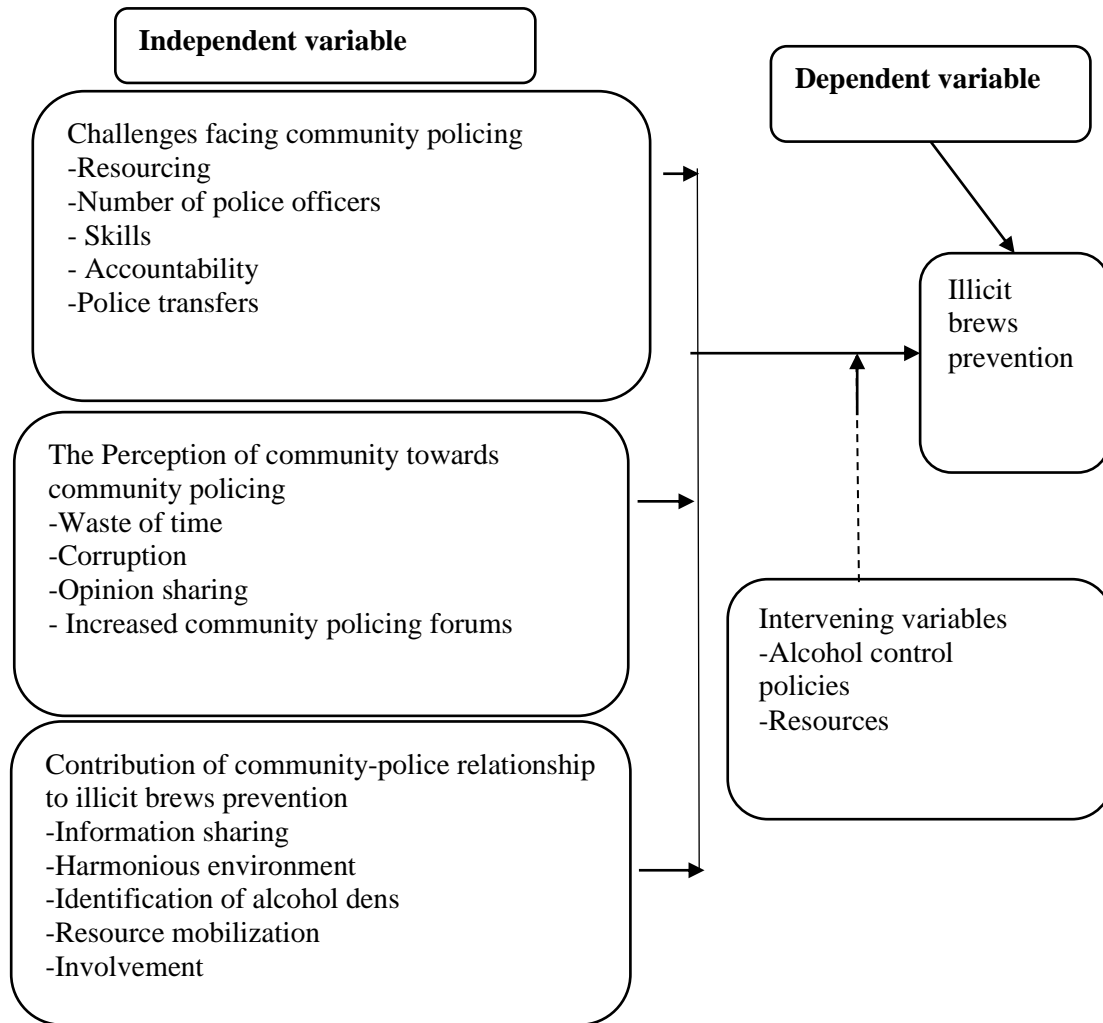 Independent variable
Dependent variable
Challenges facing community policing
-Resourcing
-Number of police officers
- Skills
- Accountability
-Police transfers
Illicit
brews
prevention
The Perception of community towards
community policing
-Waste of time
-Corruption
-Opinion sharing
- Increased community policing forums
Intervening variables
-Alcohol control
policies
-Resources
Contribution of community-police relationship
to illicit brews prevention
-Information sharing
-Harmonious environment
-Identification of alcohol dens
-Resource mobilization
-Involvement